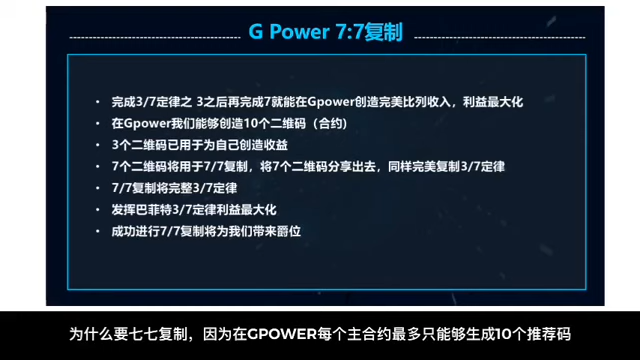 G Power 7:7复制
• 完成3/7定律之 3之后再完成7就能在Gpower创造完美比列收入，利益最大化
• 在Gpower我们能够创造10个二维码（合约）
• 3个二维码已用于为自己创造收益
• 7个二维码将用于7/7复制，将7个二维码分享出去，同样完美复制3/7定律
• 7/7复制将完整3/7定律
• 发挥巴菲特3/7定律利益最大化
• 成功进行7/7复制将为我们带来爵位
为什么要七七复制，因为在GPOWER每个主合约最多只能够生成10个推荐码